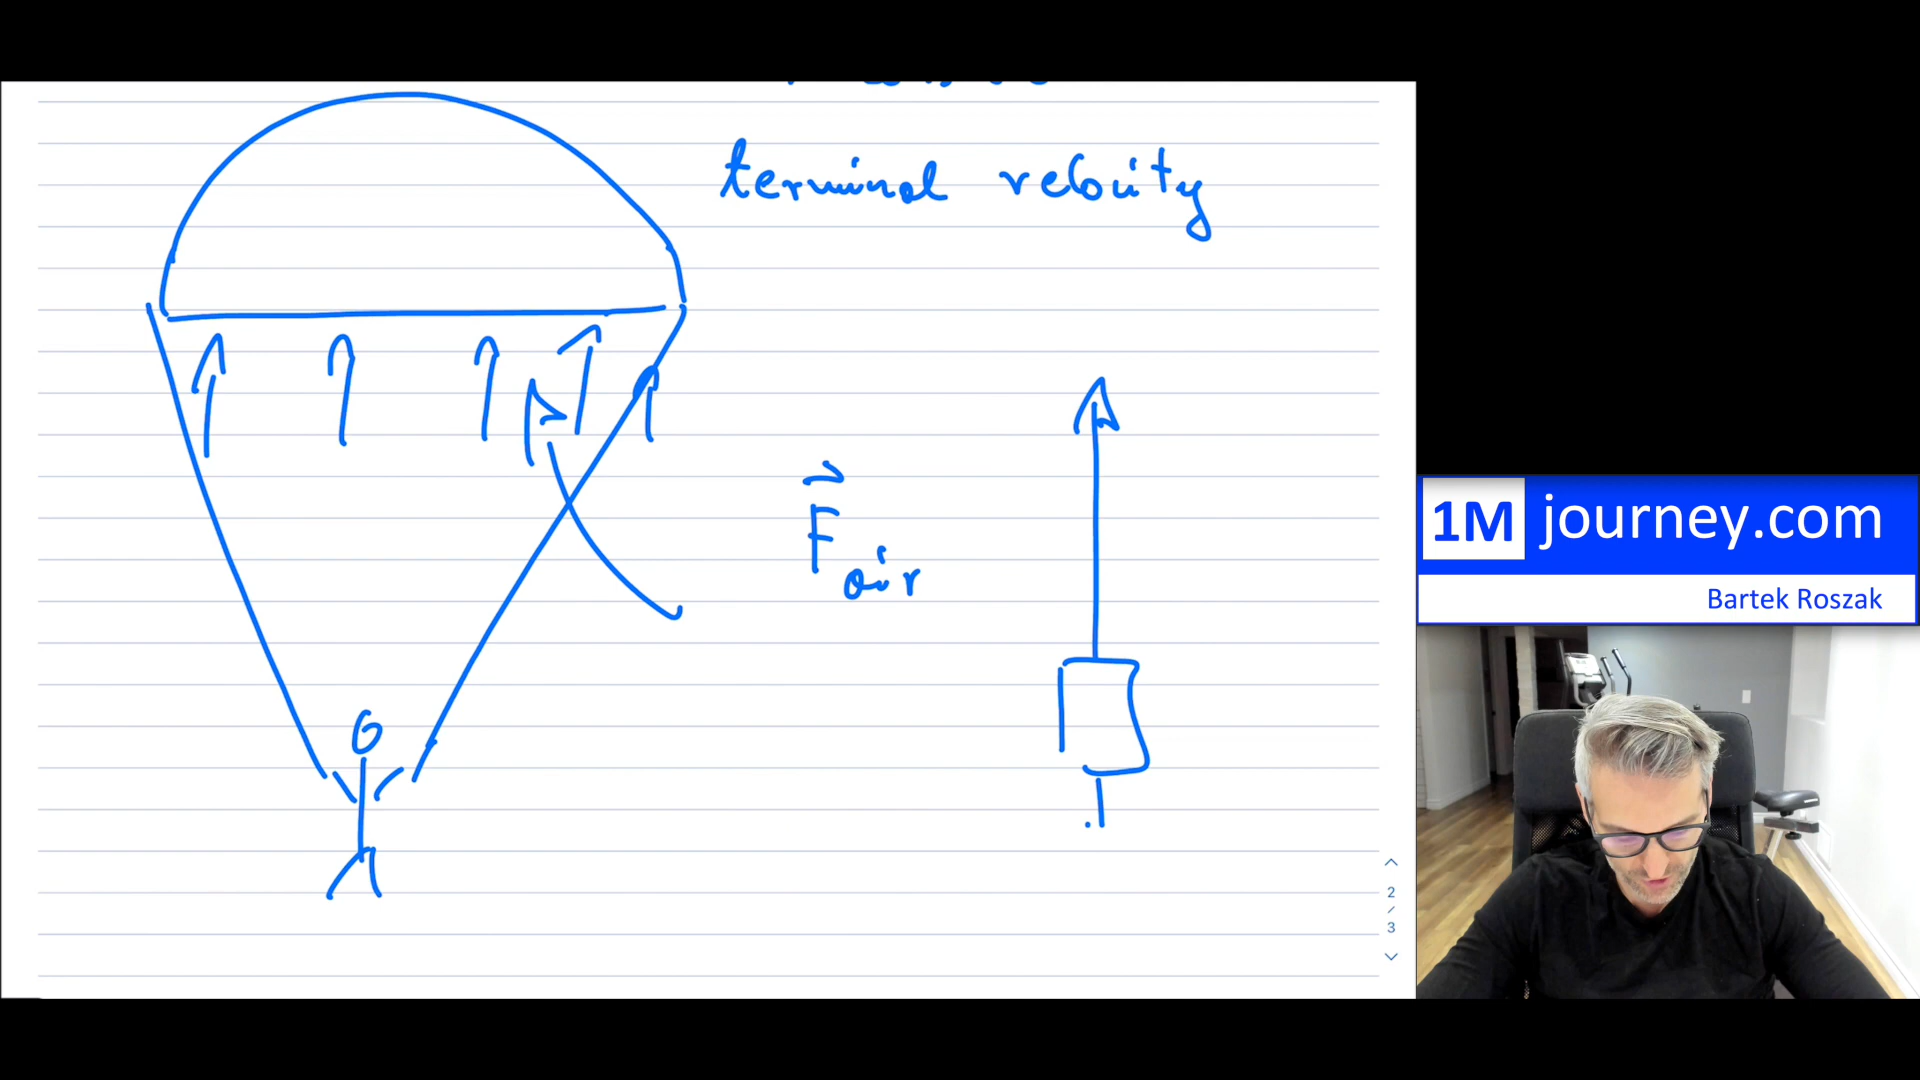 terminal velocity
F
air
1M journey.com
Bartek Roszak
2
/
3